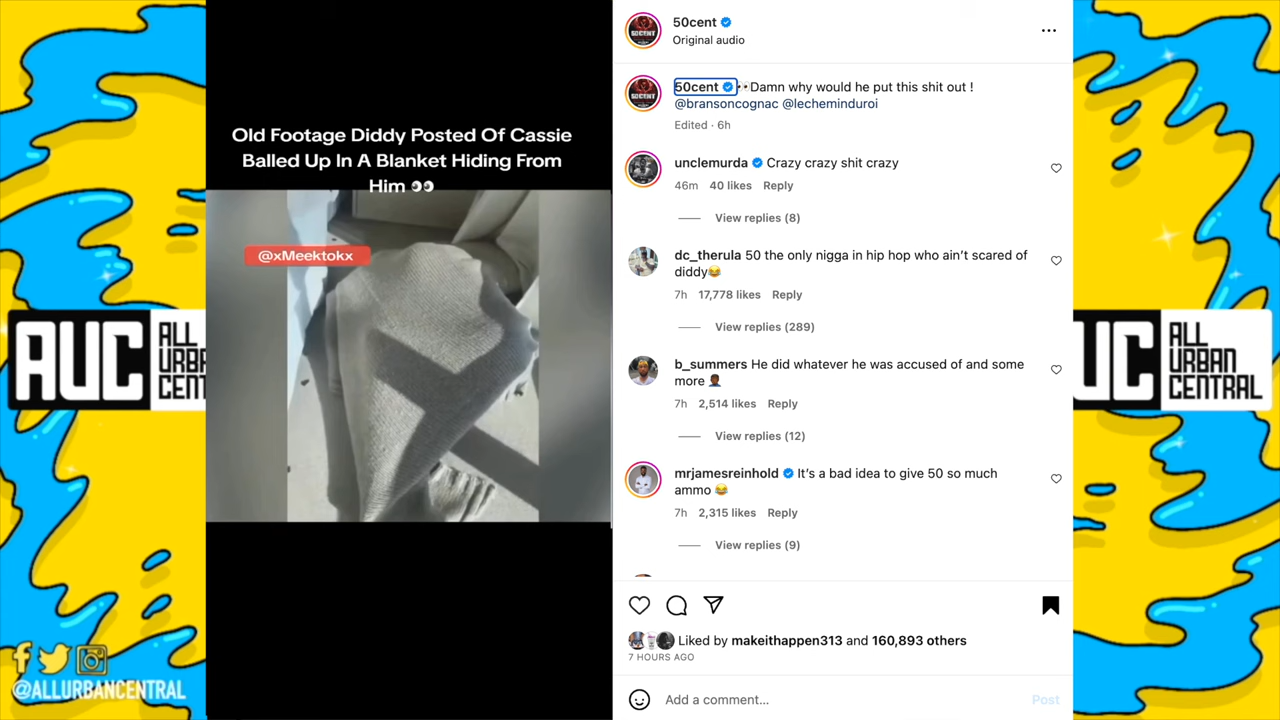 Old Footage Diddy Posted Of Cassie
Balled Up In A Blanket Hiding From
Him 👀
@xMeektokx
AUC
ALL
URBAN
CENTRAL
@ALLURBANCENTRAL
50cent
Original audio
50cent 👀Damn why would he put this shit out !
@bransoncognac @lecheminduroi
Edited · 6h
unclemurda Crazy crazy shit crazy
46m 40 likes Reply
View replies (8)
dc_therula 50 the only nigga in hip hop who ain't scared of
diddy😂
7h 17,778 likes Reply
View replies (289)
b_summers He did whatever he was accused of and some
more 🤦🏾‍♂️
7h 2,514 likes Reply
View replies (12)
mrjamesreinhold It's a bad idea to give 50 so much
ammo 😂
7h 2,315 likes Reply
View replies (9)
Liked by makeithappen313 and 160,893 others
7 HOURS AGO
Add a comment...
Post
UC
ALL
URBAN
CENTRAL